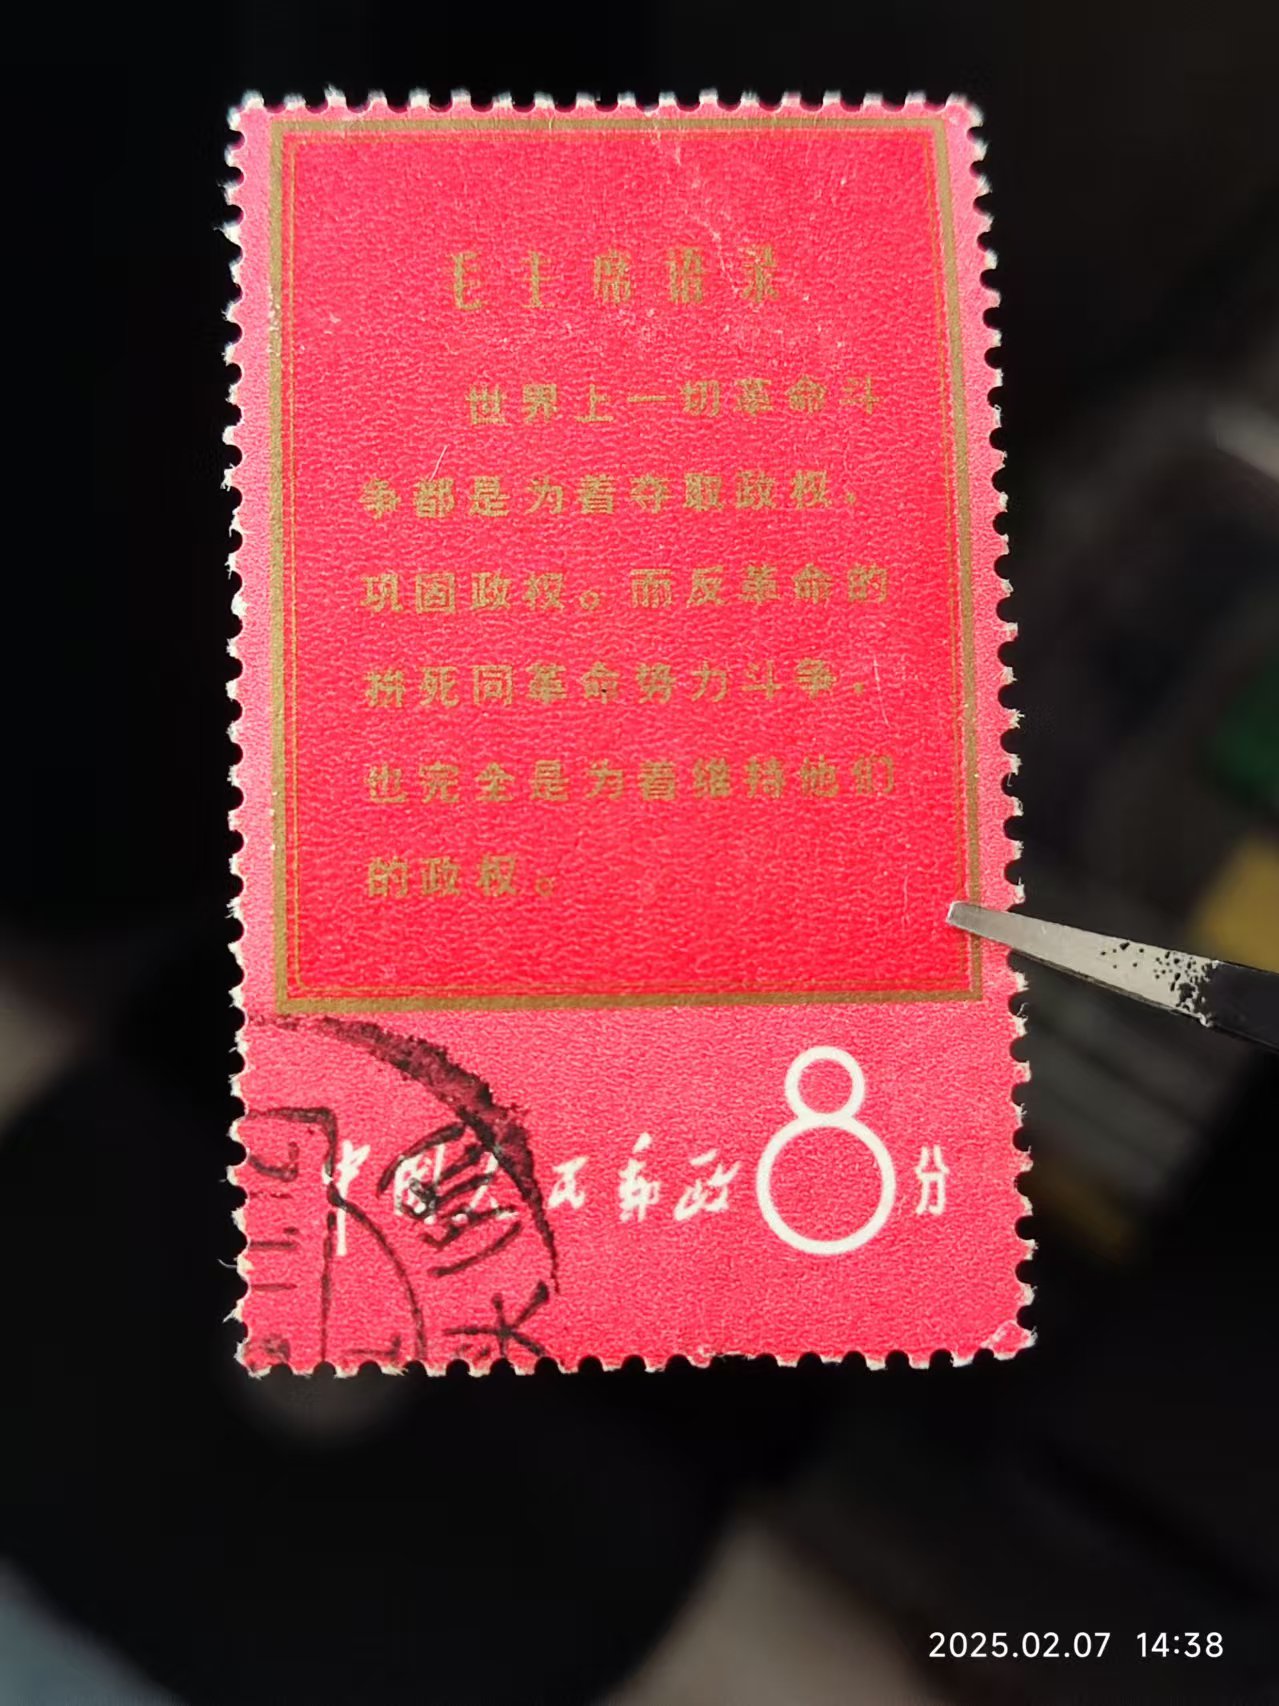 毛主席语录
世界上一切革命斗
争都是为着夺取政权，
巩固政权。而反革命的
拚死同革命势力斗争，
也完全是为着维持他们
的政权。
中国人民邮政8分
2025.02.07 14:38